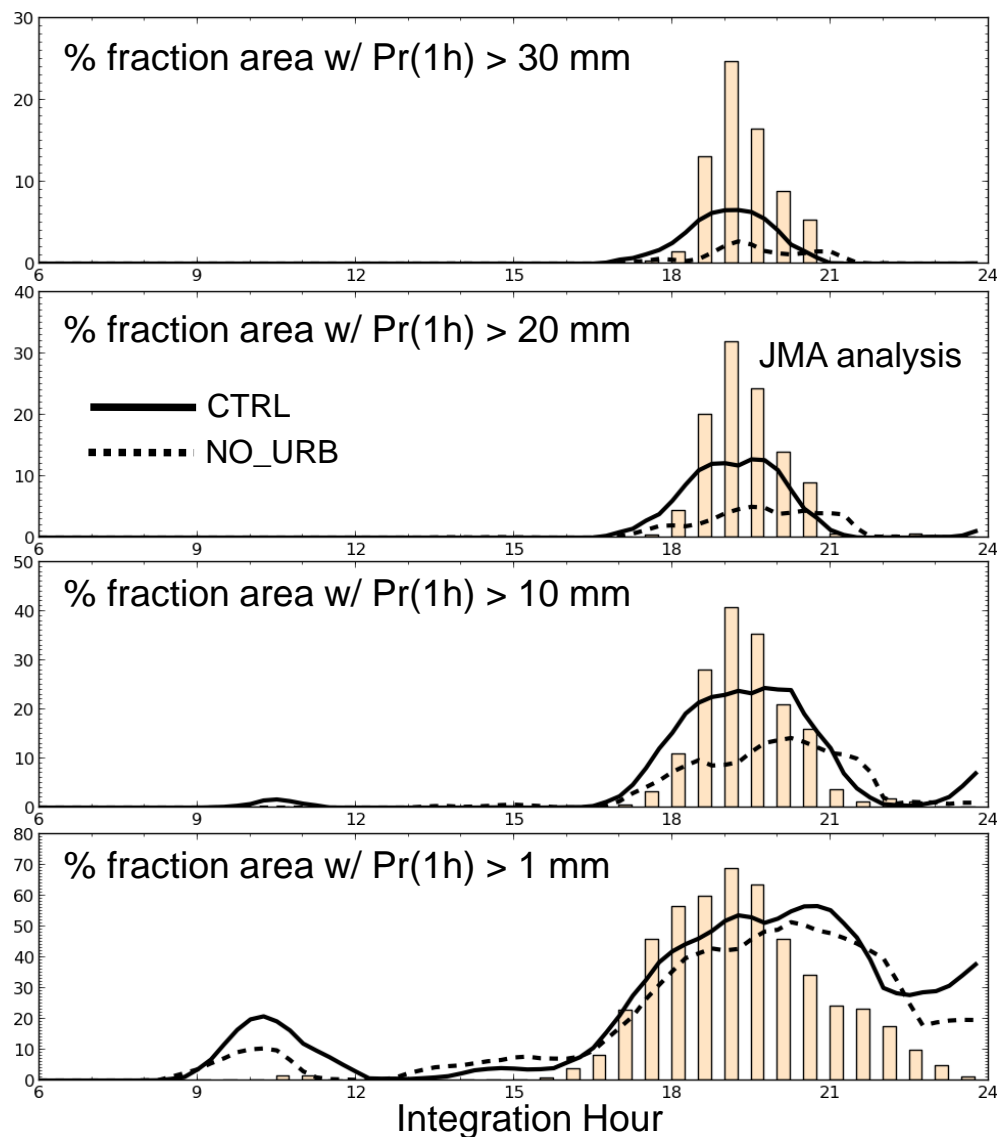 30
% fraction area w/ Pr(1h) > 30 mm
20
10
0
6 9 12 15 18 21 24
40
% fraction area w/ Pr(1h) > 20 mm
30
JMA analysis
CTRL
20
NO_URB
10
0
6 9 12 15 18 21 24
50
% fraction area w/ Pr(1h) > 10 mm
40
30
20
10
0
6 9 12 15 18 21 24
80
% fraction area w/ Pr(1h) > 1 mm
70
60
50
40
30
20
10
0
6 9 12 15 18 21 24
Integration Hour